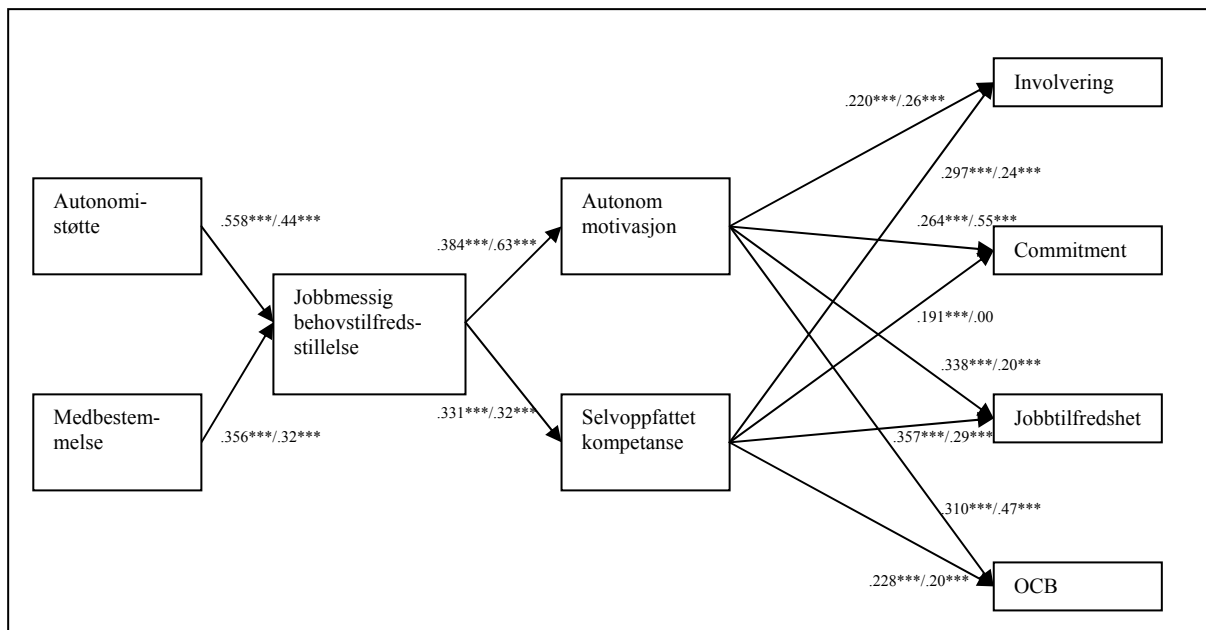 Involvering
.220***/.26***
.297***/.24***
Autonomi-
støtte
.558***/.44***
Autonom
motivasjon
.264***/.55***
.384***/.63***
Commitment
Jobbmessig
behovstilfreds-
stillelse
.191***/.00
.338***/.20***
Medbestem-
melse
.356***/.32***
.331***/.32***
Selvoppfattet
kompetanse
Jobbtilfredshet
.357***/.29***
.310***/.47***
.228***/.20***
OCB